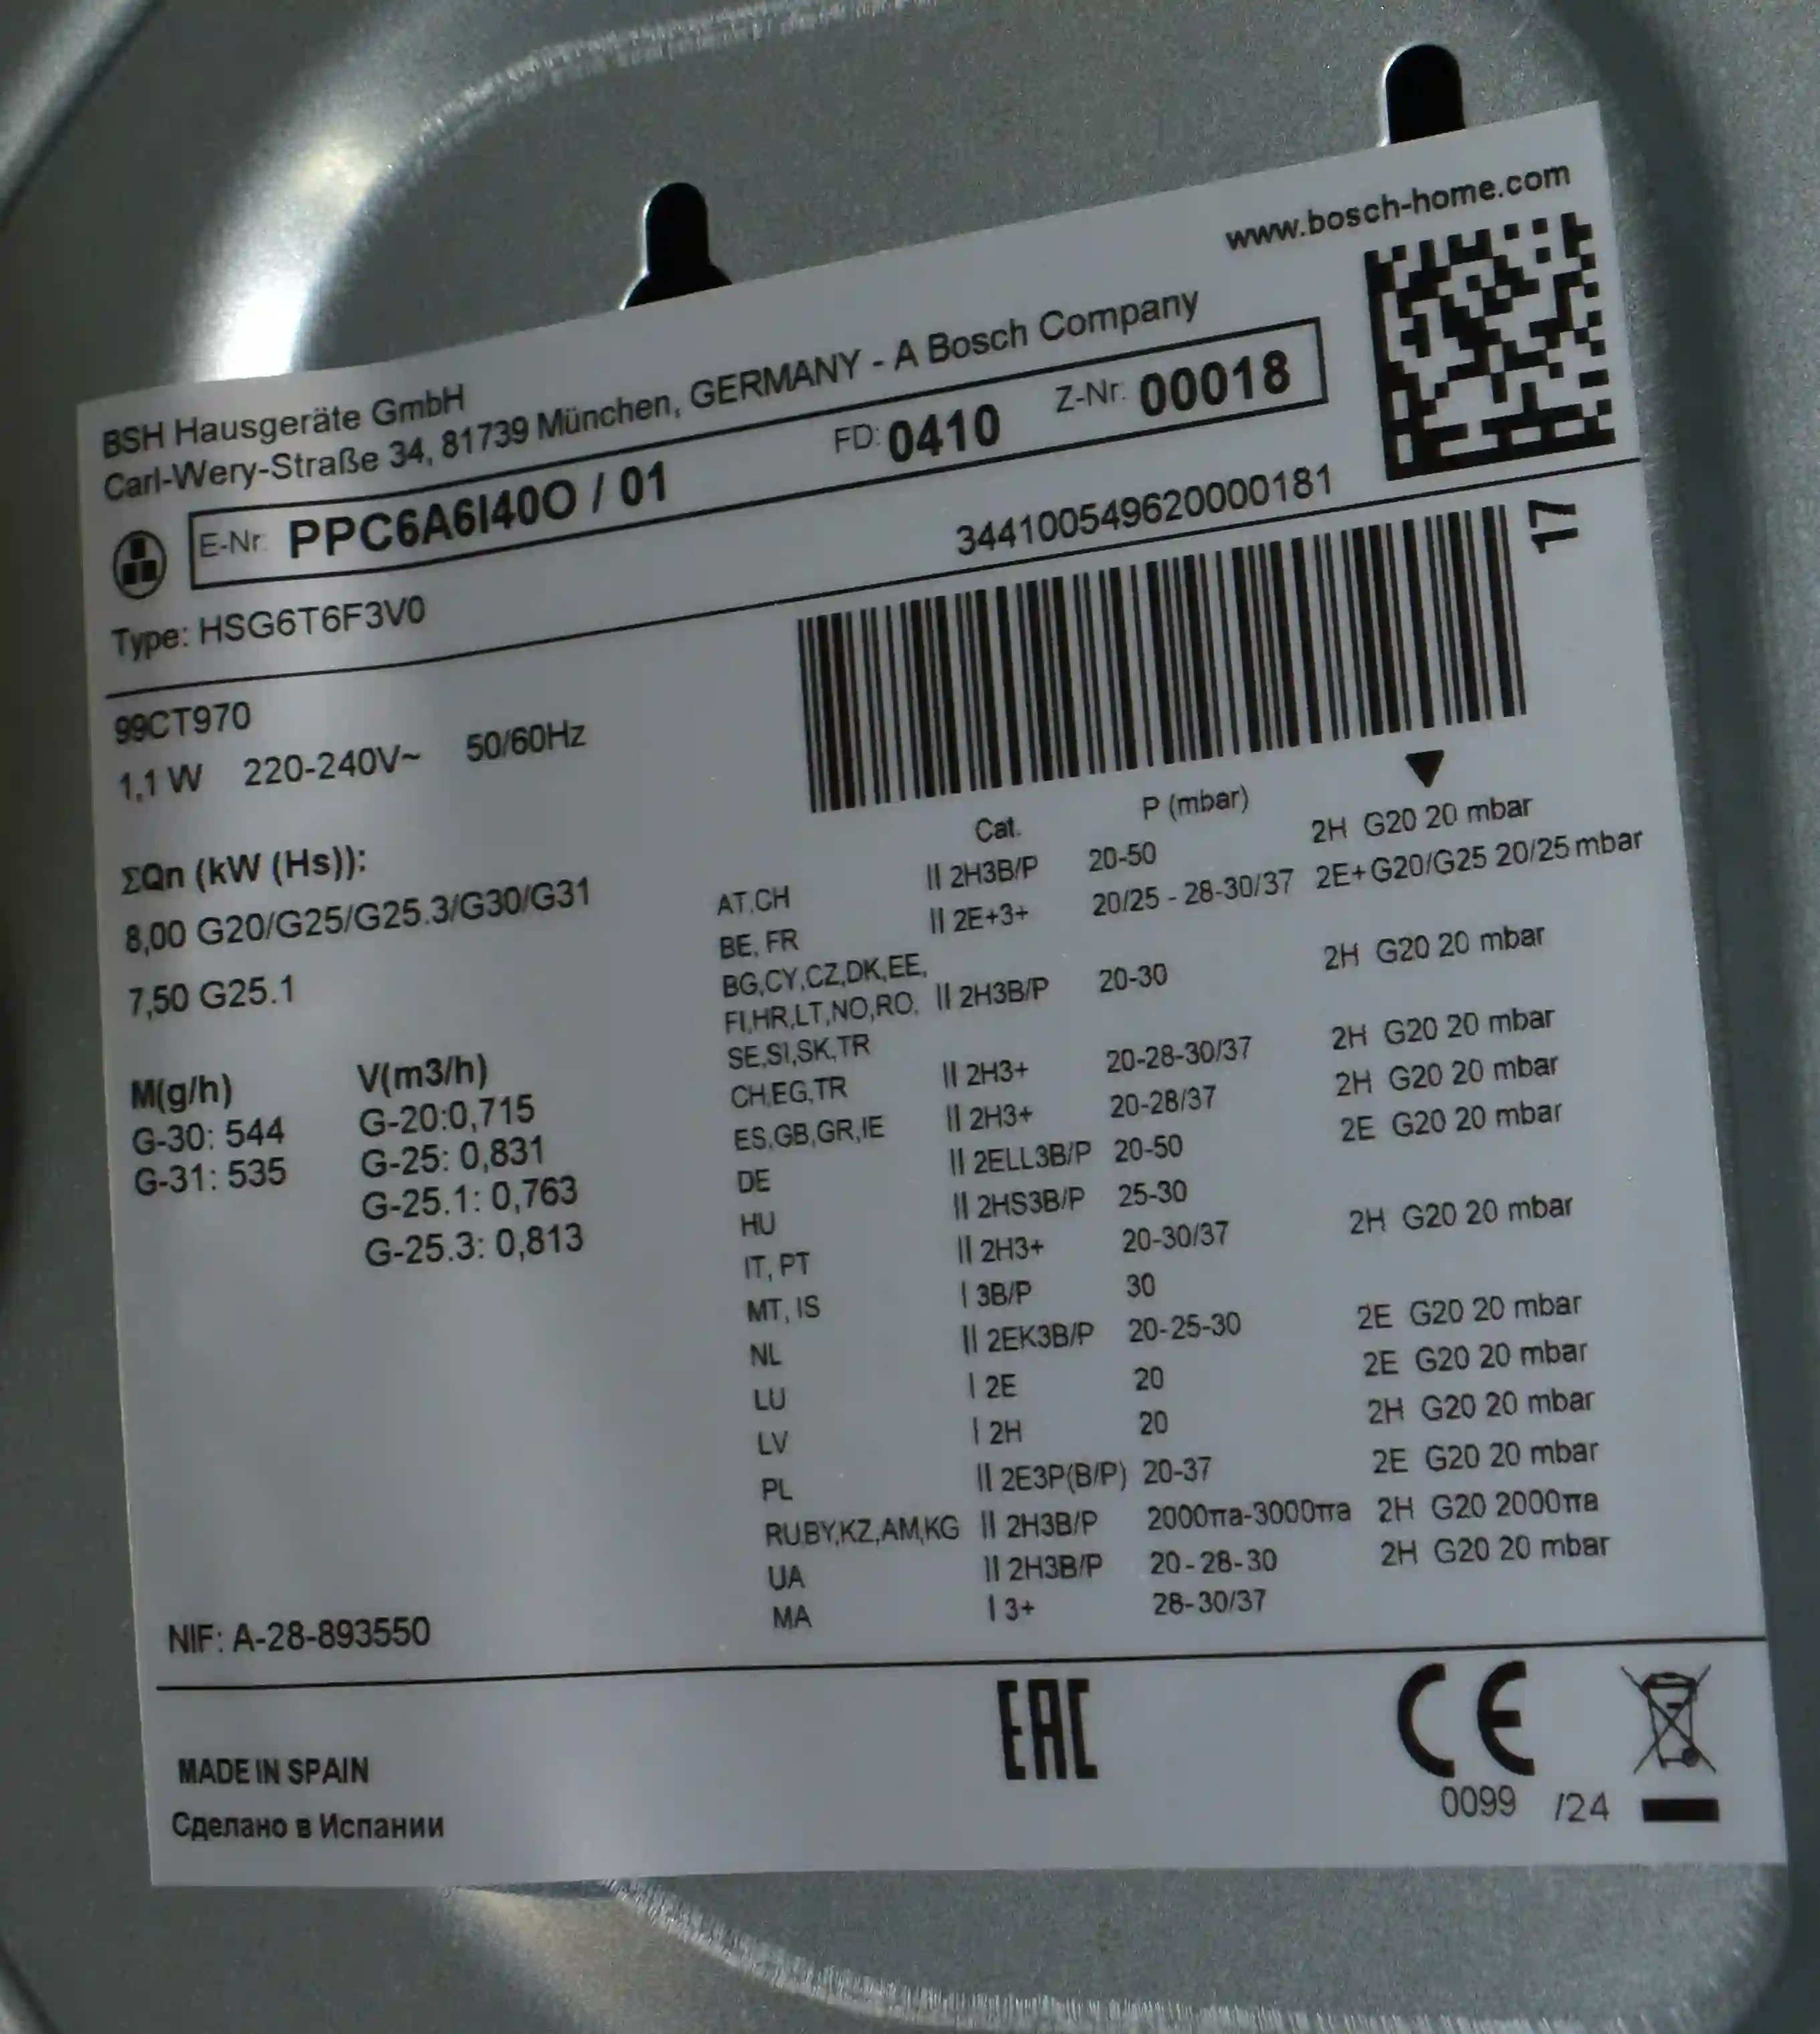 www.bosch-home.com
BSH Hausgeräte GmbH
Carl-Wery-Straße 34, 81739 München, GERMANY - A Bosch Company
E-Nr. PPC6A6I40O / 01 FD: 0410 Z-Nr. 00018
Type: HSG6T6F3V0
344100549620000181
17
99CT970
1,1 W 220-240V~ 50/60Hz
ΣQn (kW (Hs)):
8,00 G20/G25/G25.3/G30/G31
7,50 G25.1
M(g/h) V(m3/h)
G-30: 544 G-20:0,715
G-31: 535 G-25: 0,831
G-25.1: 0,763
G-25.3: 0,813
Cat. P (mbar)
AT,CH II 2H3B/P 20-50 2H G20 20 mbar
BE, FR II 2E+3+ 20/25 - 28-30/37 2E+G20/G25 20/25 mbar
BG,CY,CZ,DK,EE,
FI,HR,LT,NO,RO, II 2H3B/P 20-30 2H G20 20 mbar
SE,SI,SK,TR
CH,EG,TR II 2H3+ 20-28-30/37 2H G20 20 mbar
ES,GB,GR,IE II 2H3+ 20-28/37 2H G20 20 mbar
DE II 2ELL3B/P 20-50 2E G20 20 mbar
HU II 2HS3B/P 25-30
IT, PT II 2H3+ 20-30/37 2H G20 20 mbar
MT, IS I 3B/P 30
NL II 2EK3B/P 20-25-30 2E G20 20 mbar
LU I 2E 20 2E G20 20 mbar
LV I 2H 20 2H G20 20 mbar
PL II 2E3P(B/P) 20-37 2E G20 20 mbar
RU,BY,KZ,AM,KG II 2H3B/P 2000πa-3000πa 2H G20 2000πa
UA II 2H3B/P 20-28-30 2H G20 20 mbar
MA I 3+ 28-30/37
NIF: A-28-893550
MADE IN SPAIN
Сделано в Испании
EAC
CE
0099 /24